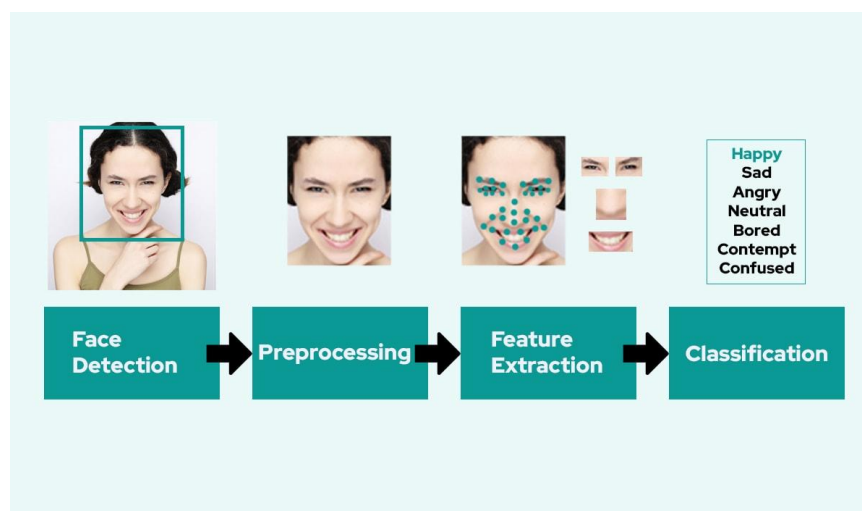 Happy
Sad
Angry
Neutral
Bored
Contempt
Confused
Face
Detection
Preprocessing
Feature
Extraction
Classification